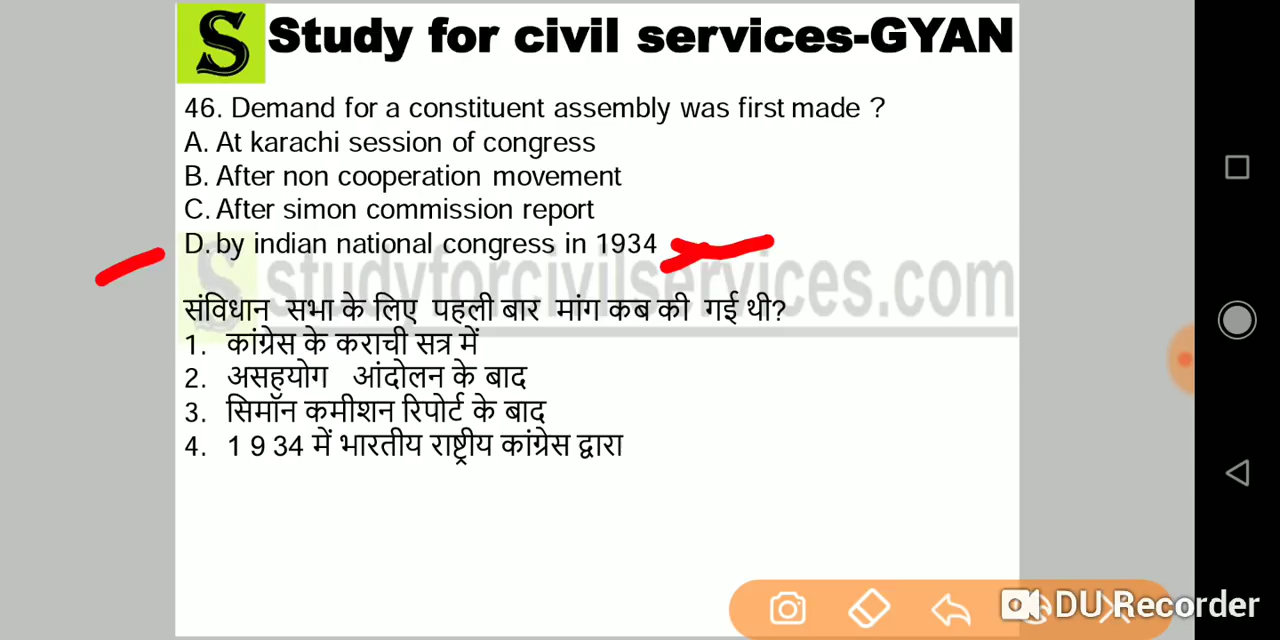 S Study for civil services-GYAN
46. Demand for a constituent assembly was first made ?
A. At karachi session of congress
B. After non cooperation movement
C. After simon commission report
D. by indian national congress in 1934
S studyforcivilservices.com
संविधान सभा के लिए पहली बार मांग कब की गई थी?
1. कांग्रेस के कराची सत्र में
2. असहयोग आंदोलन के बाद
3. सिमॉन कमीशन रिपोर्ट के बाद
4. 1 9 34 में भारतीय राष्ट्रीय कांग्रेस द्वारा
DU Recorder